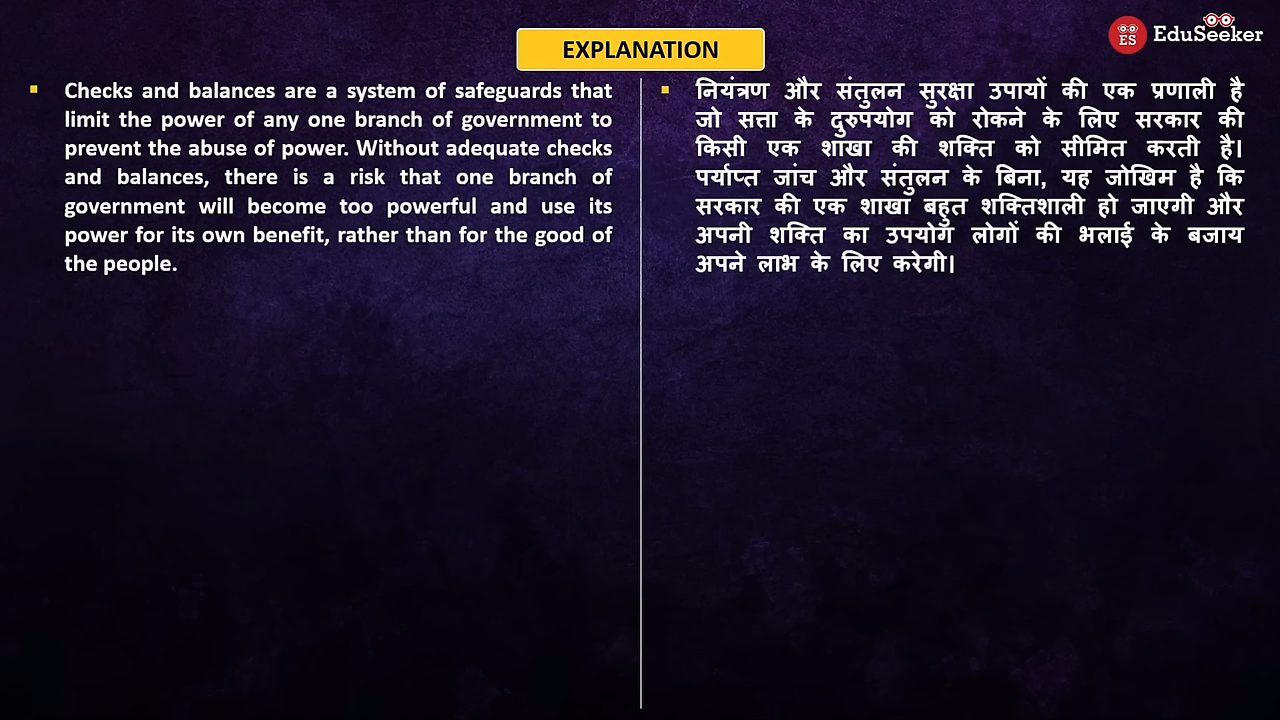 EXPLANATION
ES EduSeeker
Checks and balances are a system of safeguards that
limit the power of any one branch of government to
prevent the abuse of power. Without adequate checks
and balances, there is a risk that one branch of
government will become too powerful and use its
power for its own benefit, rather than for the good of
the people.
नियंत्रण और संतुलन सुरक्षा उपायों की एक प्रणाली है
जो सत्ता के दुरुपयोग को रोकने के लिए सरकार की
किसी एक शाखा की शक्ति को सीमित करती है।
पर्याप्त जांच और संतुलन के बिना, यह जोखिम है कि
सरकार की एक शाखा बहुत शक्तिशाली हो जाएगी और
अपनी शक्ति का उपयोग लोगों की भलाई के बजाय
अपने लाभ के लिए करेगी।